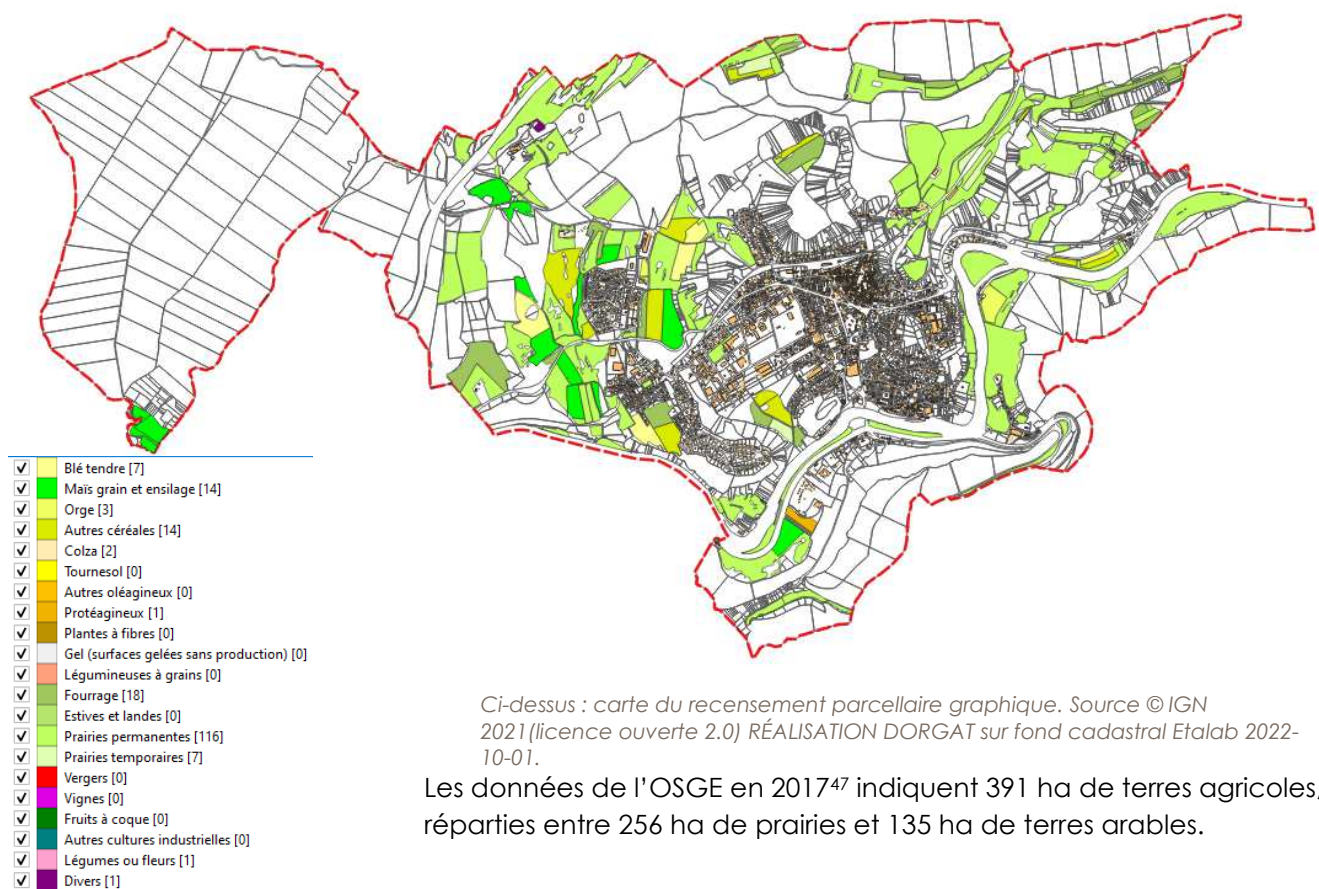 Blé tendre [7]
Maïs grain et ensilage [14]
Orge [3]
Autres céréales [14]
Colza [2]
Tournesol [0]
Autres oléagineux [0]
Protéagineux [1]
Plantes à fibres [0]
Gel (surfaces gelées sans production) [0]
Légumineuses à grains [0]
Fourrage [18]
Estives et landes [0]
Prairies permanentes [116]
Prairies temporaires [7]
Vergers [0]
Vignes [0]
Fruits à coque [0]
Autres cultures industrielles [0]
Légumes ou fleurs [1]
Divers [1]
Ci-dessus : carte du recensement parcellaire graphique. Source © IGN
2021(licence ouverte 2.0) RÉALISATION DORGAT sur fond cadastral Etalab 2022-
10-01.
Les données de l'OSGE en 2017⁴⁷ indiquent 391 ha de terres agricoles,
réparties entre 256 ha de prairies et 135 ha de terres arables.